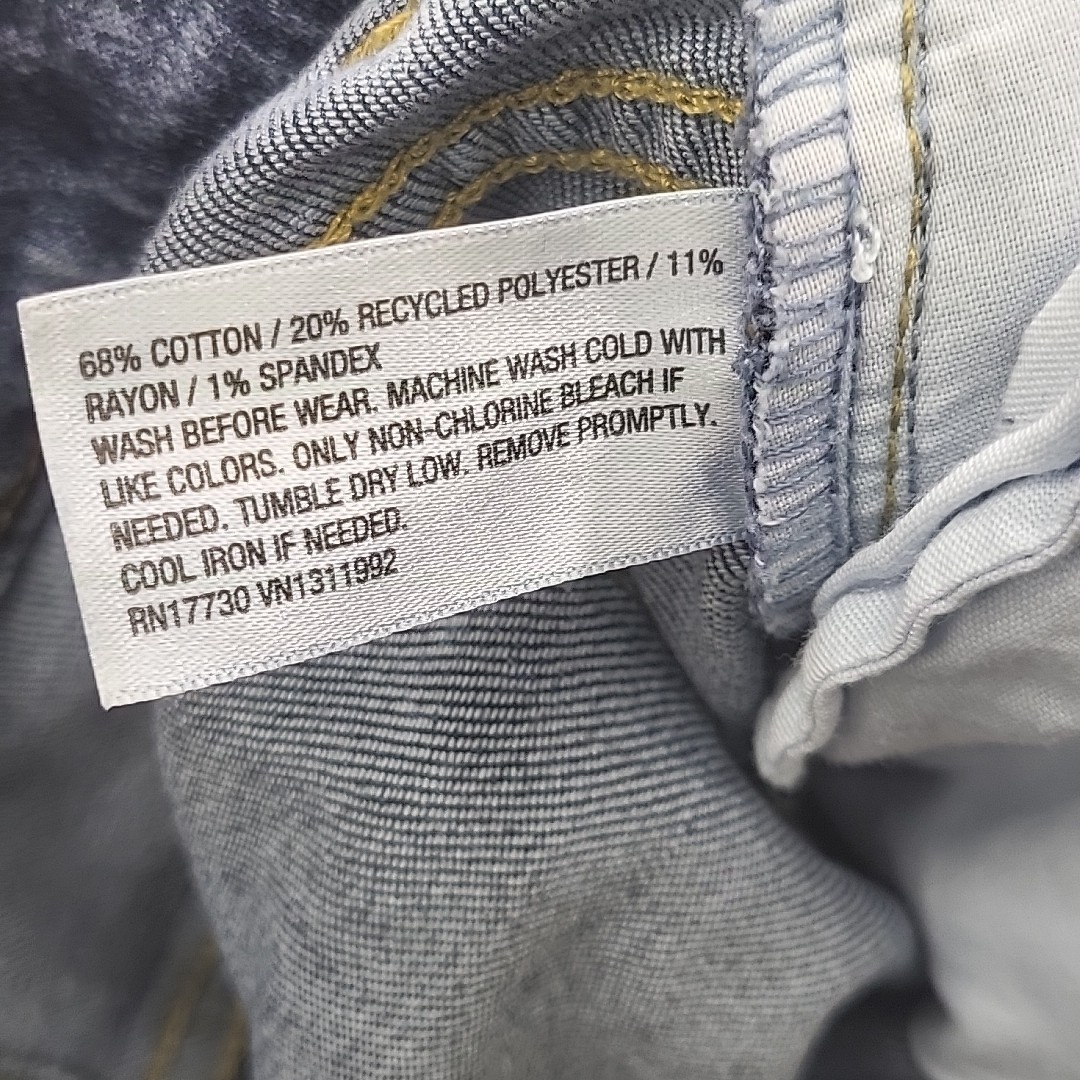 68% COTTON / 20% RECYCLED POLYESTER / 11%
RAYON / 1% SPANDEX
WASH BEFORE WEAR. MACHINE WASH COLD WITH
LIKE COLORS. ONLY NON-CHLORINE BLEACH IF
NEEDED. TUMBLE DRY LOW. REMOVE PROMPTLY.
COOL IRON IF NEEDED.
RN17730 VN1311992